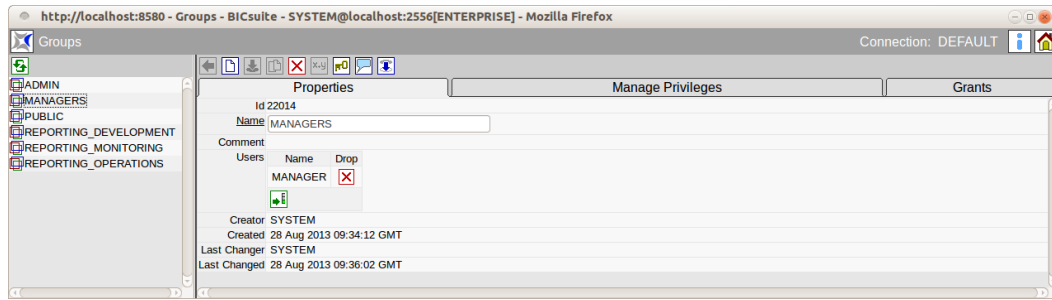 http://localhost:8580 - Groups - BICsuite - SYSTEM@localhost:2556[ENTERPRISE] - Mozilla Firefox
Groups
Connection: DEFAULT
ADMIN
MANAGERS
PUBLIC
REPORTING_DEVELOPMENT
REPORTING_MONITORING
REPORTING_OPERATIONS
x,y
Properties
Manage Privileges
Grants
Id 22014
Name MANAGERS
Comment
Users Name Drop
MANAGER
Creator SYSTEM
Created 28 Aug 2013 09:34:12 GMT
Last Changer SYSTEM
Last Changed 28 Aug 2013 09:36:02 GMT